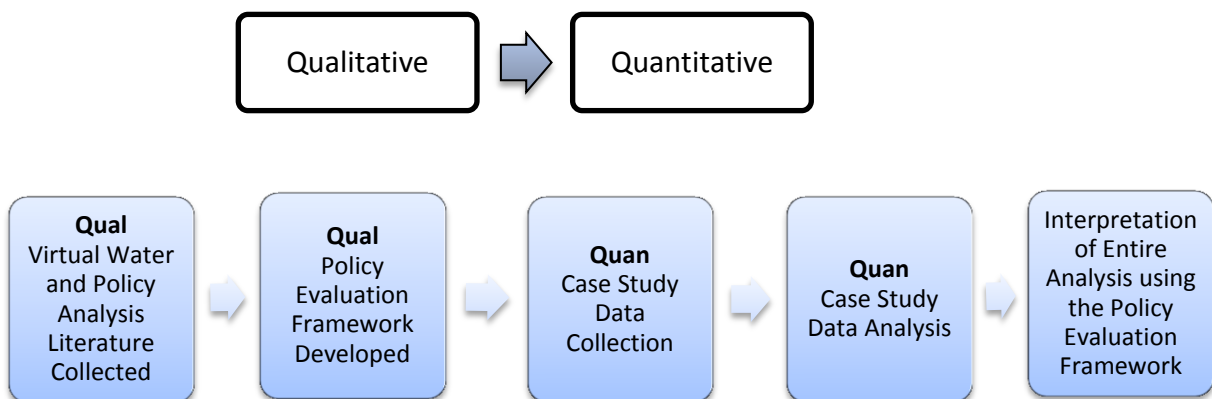 Qualitative
Quantitative
Qual
Virtual Water
and Policy
Analysis
Literature
Collected
Qual
Policy
Evaluation
Framework
Developed
Quan
Case Study
Data
Collection
Quan
Case Study
Data Analysis
Interpretation
of Entire
Analysis using
the Policy
Evaluation
Framework